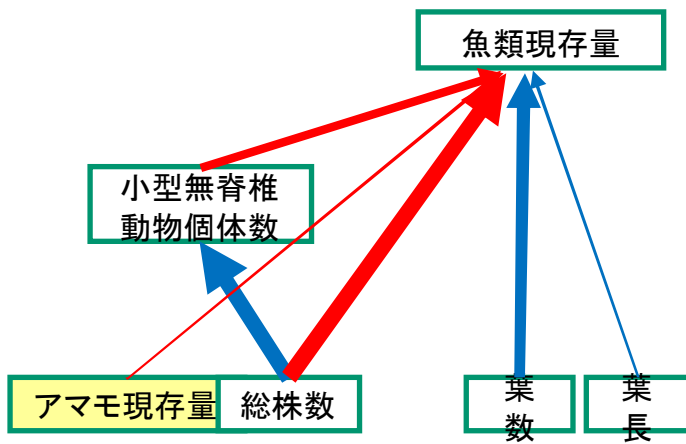 魚類現存量
小型無脊椎
動物個体数
アマモ現存量
総株数
葉
数
葉
長